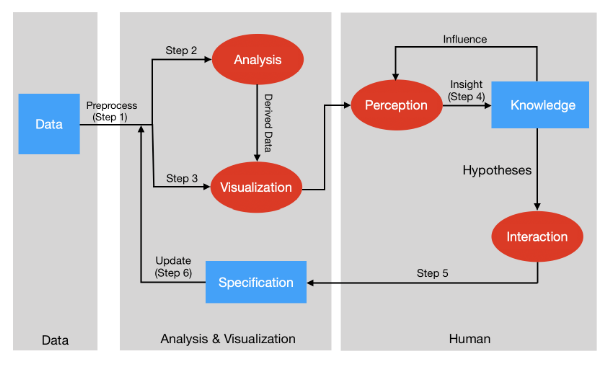 Data
Preprocess
(Step 1)
Step 2
Analysis
Derived Data
Step 3
Visualization
Update
(Step 6)
Specification
Influence
Perception
Insight
(Step 4)
Knowledge
Hypotheses
Interaction
Step 5
Data
Analysis & Visualization
Human